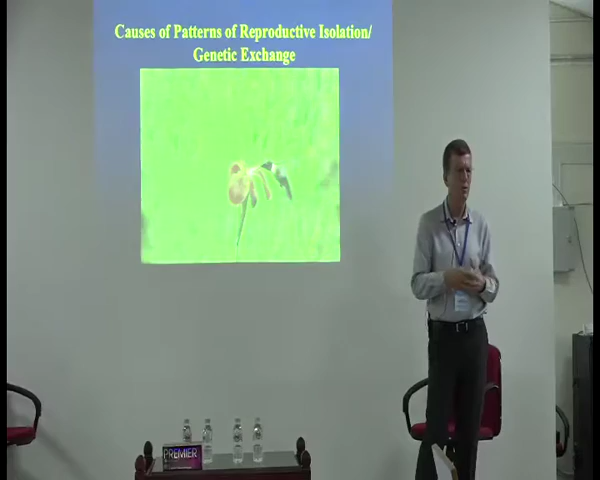 Causes of Patterns of Reproductive Isolation/
Genetic Exchange
PREMIER